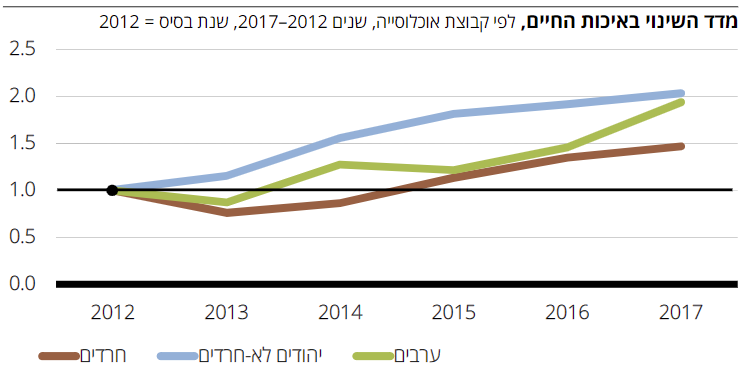 מדד השינוי באיכות החיים, לפי קבוצת אוכלוסייה, שנים 2012–2017, שנת בסיס = 2012
2.5
2.0
1.5
1.0
0.5
0.0
2012 2013 2014 2015 2016 2017
ערבים יהודים לא-חרדים חרדים